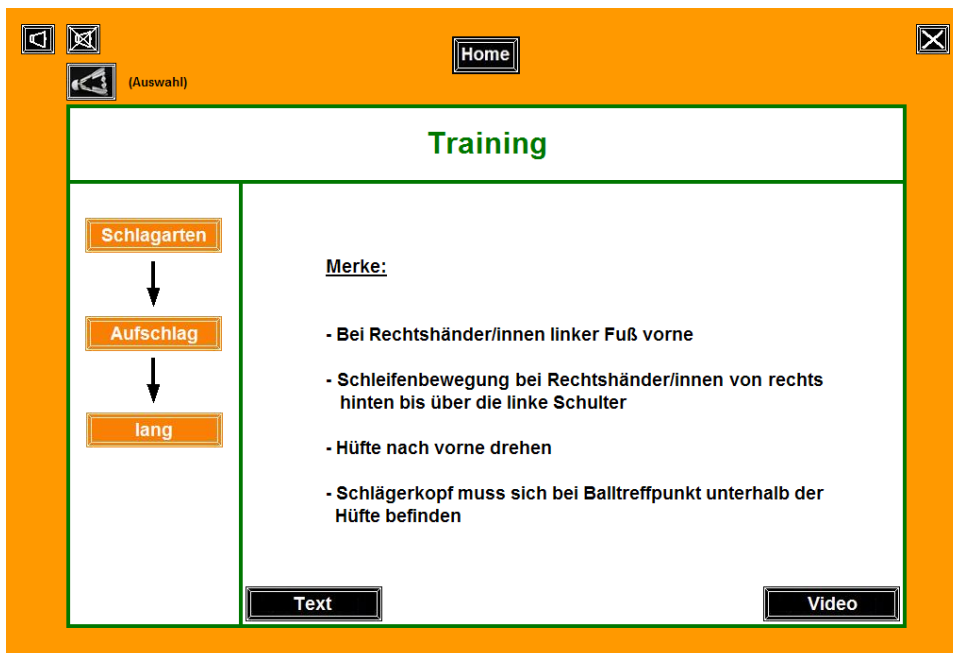 Home
(Auswahl)
Training
Schlagarten
Aufschlag
lang
Merke:
- Bei Rechtshänder/innen linker Fuß vorne
- Schleifenbewegung bei Rechtshänder/innen von rechts
hinten bis über die linke Schulter
- Hüfte nach vorne drehen
- Schlägerkopf muss sich bei Balltreffpunkt unterhalb der
Hüfte befinden
Text
Video